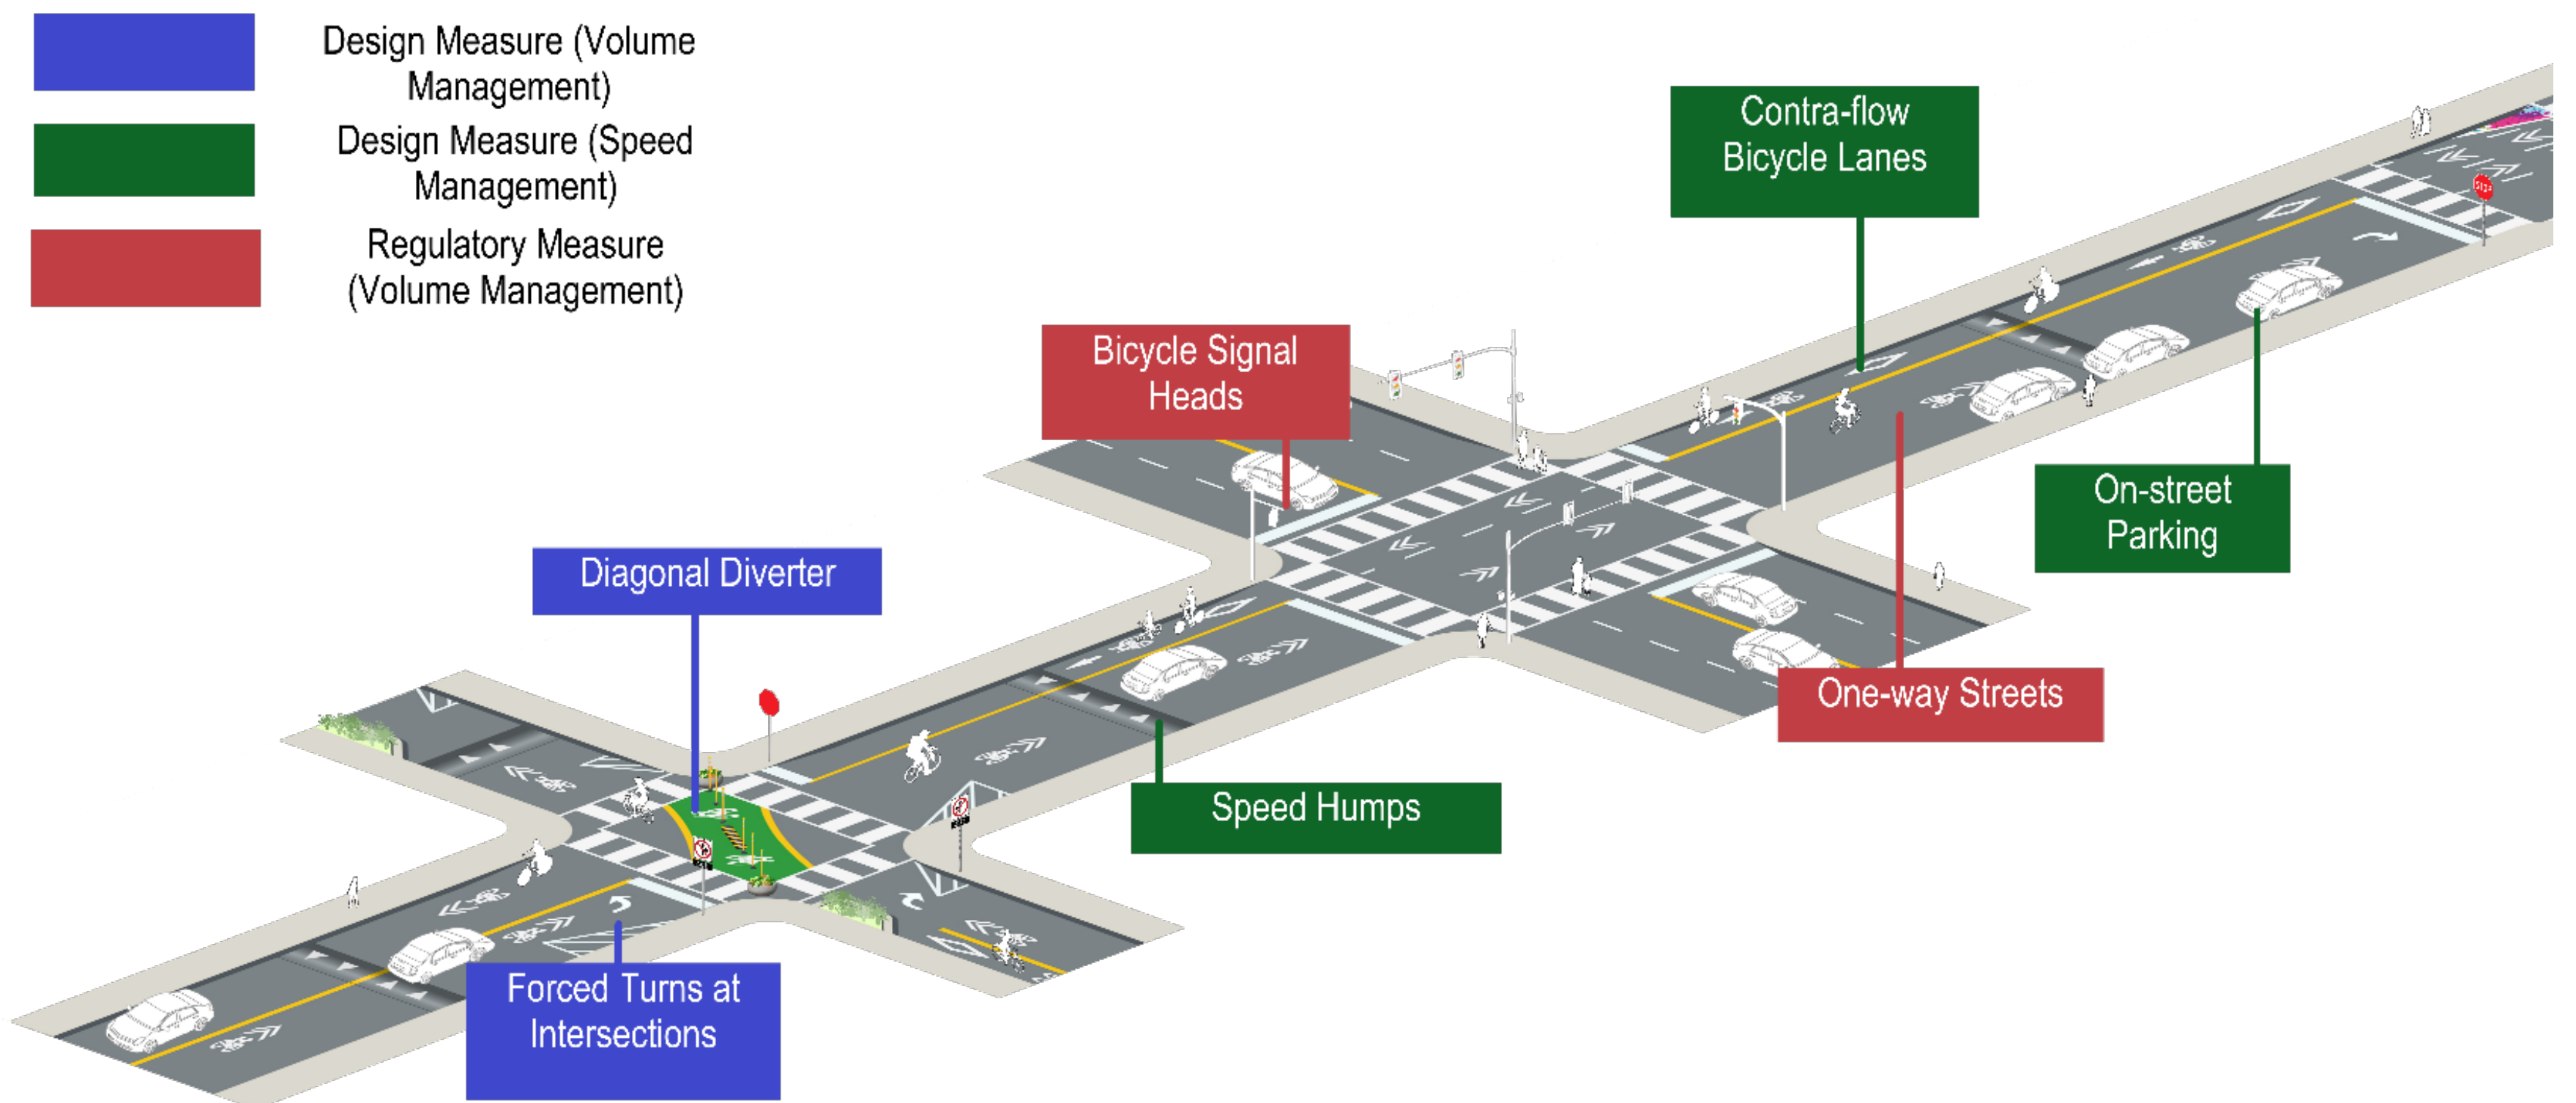 Design Measure (Volume
Management)
Design Measure (Speed
Management)
Regulatory Measure
(Volume Management)
Contra-flow
Bicycle Lanes
STOP
Bicycle Signal
Heads
On-street
Parking
Diagonal Diverter
One-way Streets
Speed Humps
Forced Turns at
Intersections